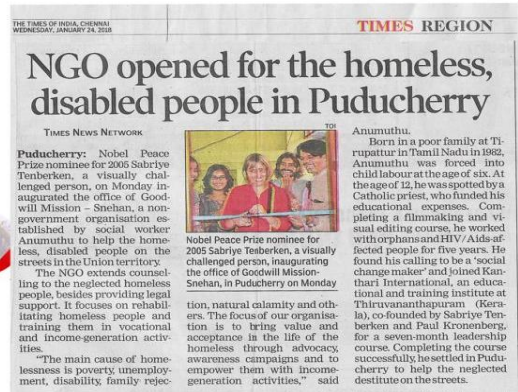 THE TIMES OF INDIA, CHENNAI
WEDNESDAY, JANUARY 24, 2018
TIMES REGION
NGO opened for the homeless,
disabled people in Puducherry
TIMES NEWS NETWORK
Puducherry: Nobel Peace
Prize nominee for 2005 Sabriye
Tenberken, a visually chal-
lenged person, on Monday in-
augurated the office of Good-
will Mission – Snehan, a non-
government organisation es-
tablished by social worker
Anumuthu to help the home-
less, disabled people on the
streets in the Union territory.
The NGO extends counsel-
ling to the neglected homeless
people, besides providing legal
support. It focuses on rehabil-
itating homeless people and
training them in vocational
and income-generation activ-
ities.
"The main cause of home-
lessness is poverty, unemploy-
ment, disability, family rejec-
TOI
Nobel Peace Prize nominee for
2005 Sabriye Tenberken, a visually
challenged person, inaugrating
the office of Goodwill Mission-
Snehan, in Puducherry on Monday
tion, natural calamity and oth-
ers. The focus of our organisa-
tion is to bring value and
acceptance in the life of the
homeless through advocacy,
awareness campaigns and to
empower them with income-
generation activities," said
Anumuthu.
Born in a poor family at Ti-
rupattur in Tamil Nadu in 1982,
Anumuthu was forced into
child labour at the age of six. At
the age of 12, he was spotted by a
Catholic priest, who funded his
educational expenses. Com-
pleting a filmmaking and vi-
sual editing course, he worked
with orphans and HIV/Aids-af-
fected people for five years. He
found his calling to be a 'social
change maker' and joined Kan-
thari International, an educa-
tional and training institute at
Thiruvananthapuram (Kera-
la), co-founded by Sabriye Ten-
berken and Paul Kronenberg,
for a seven-month leadership
course. Completing the course
successfully, he settled in Pudu-
cherry to help the neglected
destitute on the streets.